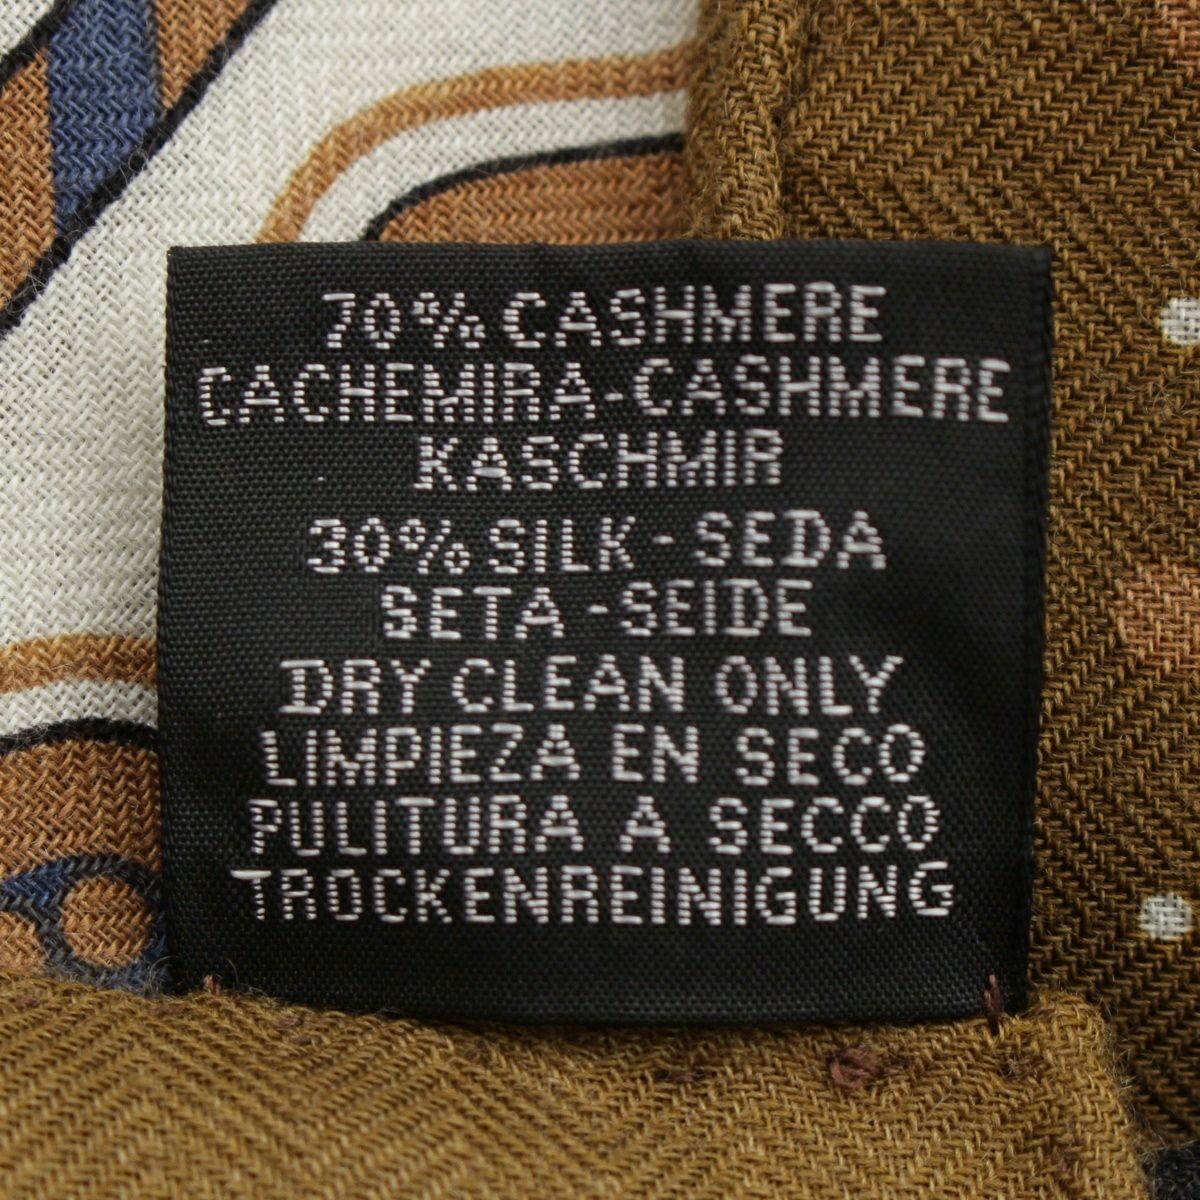 70% CASHMERE
CACHEMIRA-CASHMERE
KASCHMIR
30% SILK - SEDA
SETA - SEIDE
DRY CLEAN ONLY
LIMPIEZA EN SECO
PULITURA A SECCO
TROCKENREINIGUNG